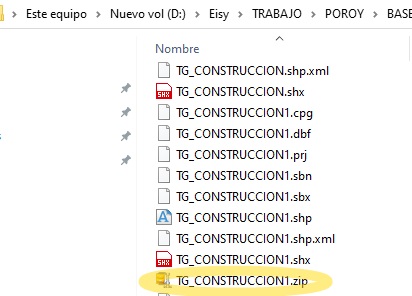 Este equipo > Nuevo vol (D:) > Eisy > TRABAJO > POROY > BASE
Nombre
TG_CONSTRUCCION.shp.xml
TG_CONSTRUCCION.shx
TG_CONSTRUCCION1.cpg
TG_CONSTRUCCION1.dbf
TG_CONSTRUCCION1.prj
TG_CONSTRUCCION1.sbn
TG_CONSTRUCCION1.sbx
TG_CONSTRUCCION1.shp
TG_CONSTRUCCION1.shp.xml
TG_CONSTRUCCION1.shx
TG_CONSTRUCCION1.zip